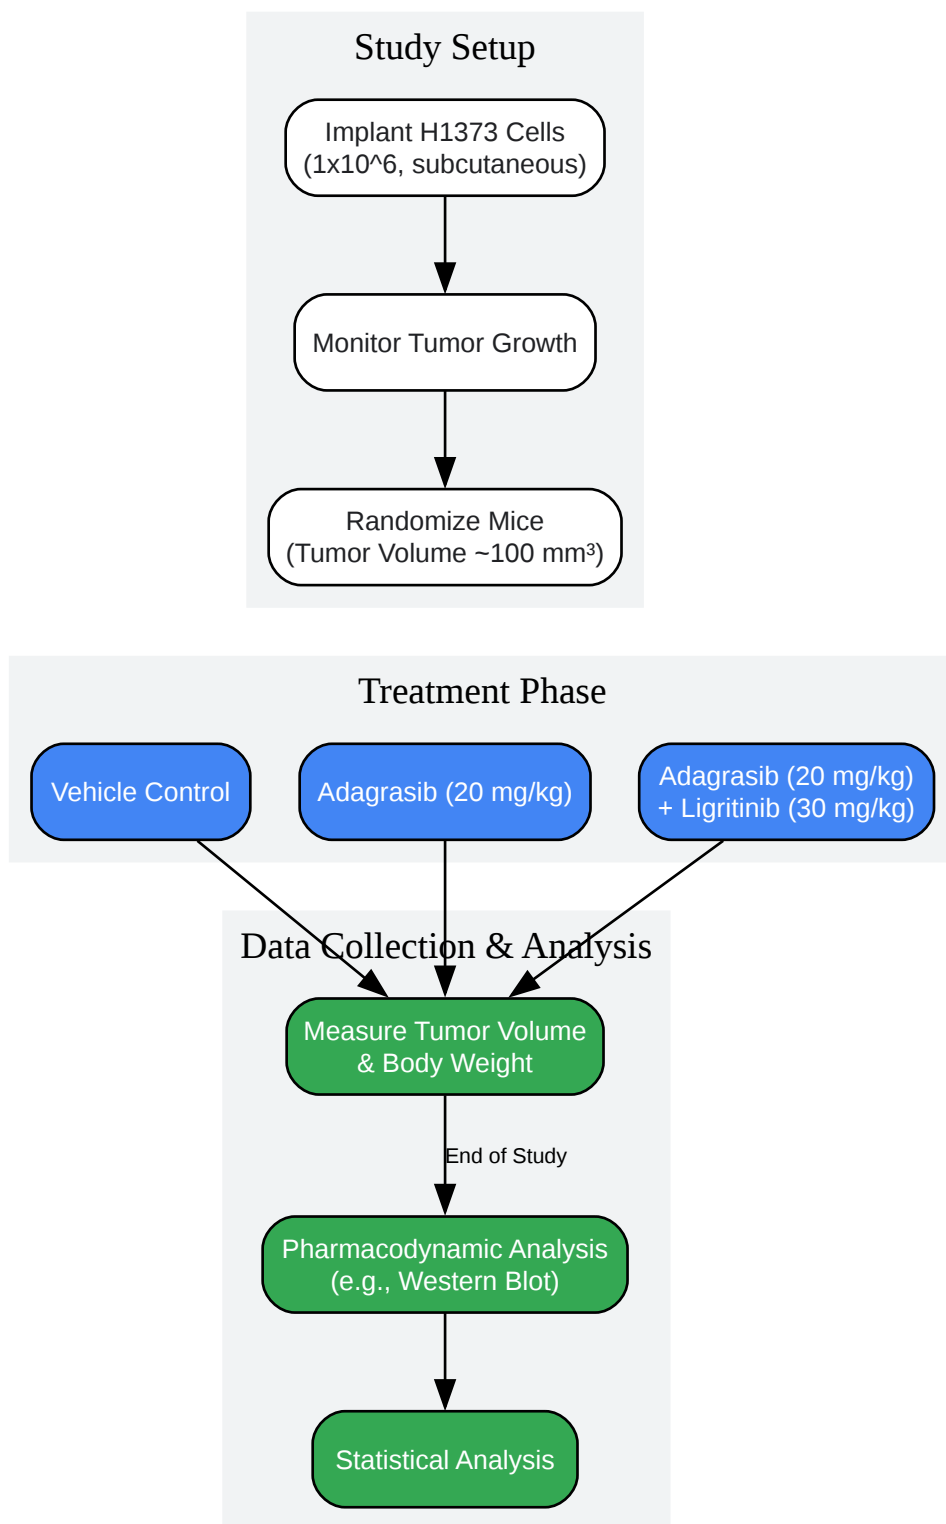 Study Setup
Implant H1373 Cells
(1x10^6, subcutaneous)
Monitor Tumor Growth
Randomize Mice
(Tumor Volume ~100 mm³)
Treatment Phase
Vehicle Control
Adagrasib (20 mg/kg)
Adagrasib (20 mg/kg)
+ Ligritinib (30 mg/kg)
Data Collection & Analysis
Measure Tumor Volume
& Body Weight
End of Study
Pharmacodynamic Analysis
(e.g., Western Blot)
Statistical Analysis